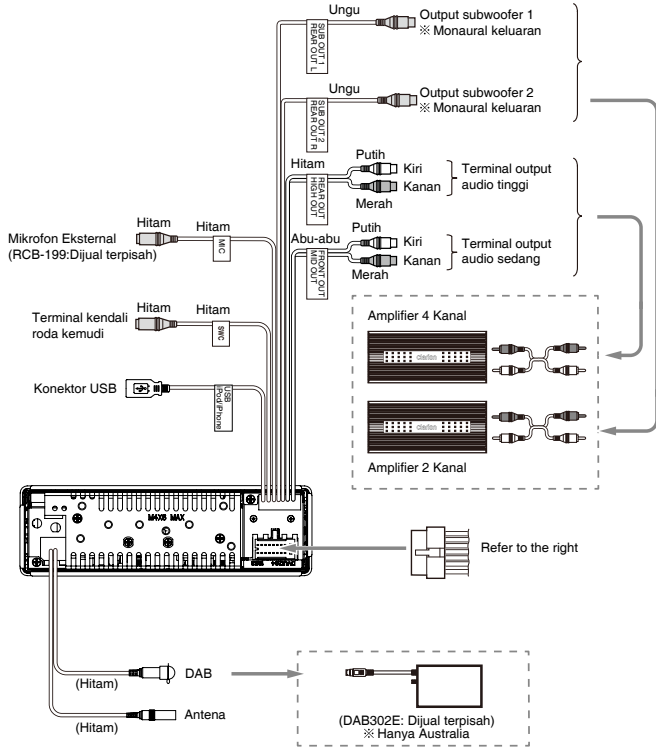 Ungu
Output subwoofer 1
※ Monaural keluaran
SUB OUT 1
REAR OUT L
Ungu
Output subwoofer 2
※ Monaural keluaran
SUB OUT 2
REAR OUT R
Hitam
Putih
Kiri
Kanan
Merah
Terminal output
audio tinggi
REAR OUT
HIGH OUT
Abu-abu
Putih
Kiri
Kanan
Merah
Terminal output
audio sedang
FRONT OUT
MID OUT
Hitam
Hitam
Mikrofon Eksternal
(RCB-199:Dijual terpisah)
MIC
Hitam
Hitam
Terminal kendali
roda kemudi
SWC
Konektor USB
USB
iPod/iPhone
Amplifier 4 Kanal
Clarion
Clarion
Amplifier 2 Kanal
M4X6 MAX
Refer to the right
DAB
(Hitam)
Antena
(Hitam)
(DAB302E: Dijual terpisah)
※ Hanya Australia